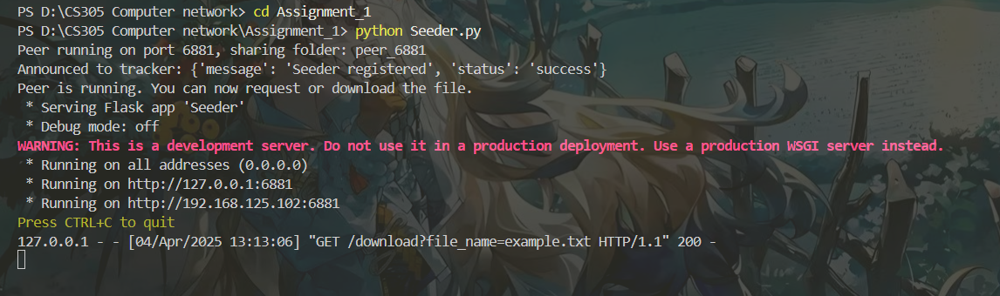 PS D:\CS305 Computer network> cd Assignment_1
PS D:\CS305 Computer network\Assignment_1> python Seeder.py
Peer running on port 6881, sharing folder: peer_6881
Announced to tracker: {'message': 'Seeder registered', 'status': 'success'}
Peer is running. You can now request or download the file.
 * Serving Flask app 'Seeder'
 * Debug mode: off
WARNING: This is a development server. Do not use it in a production deployment. Use a production WSGI server instead.
 * Running on all addresses (0.0.0.0)
 * Running on http://127.0.0.1:6881
 * Running on http://192.168.125.102:6881
Press CTRL+C to quit
127.0.0.1 - - [04/Apr/2025 13:13:06] "GET /download?file_name=example.txt HTTP/1.1" 200 -